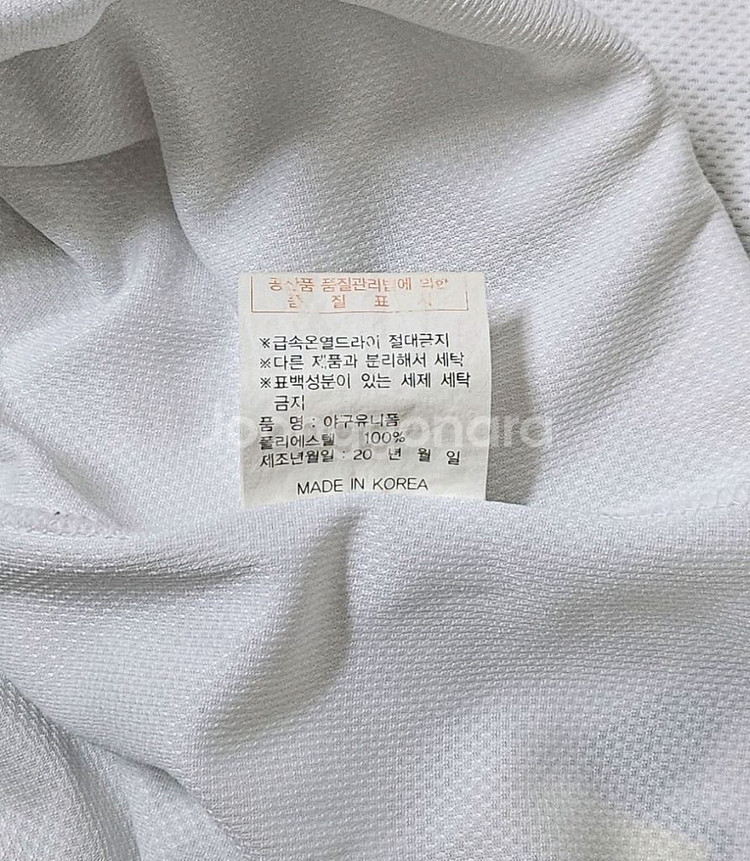 공산품 품질관리법에 의한
품 질 표 시
※급속온열드라이 절대금지
※다른 제품과 분리해서 세탁
※표백성분이 있는 세제 세탁
금지
품 명 : 야구유니폼
폴리에스텔 100%
제조년월일 : 20 년 월 일
MADE IN KOREA
joonggonara